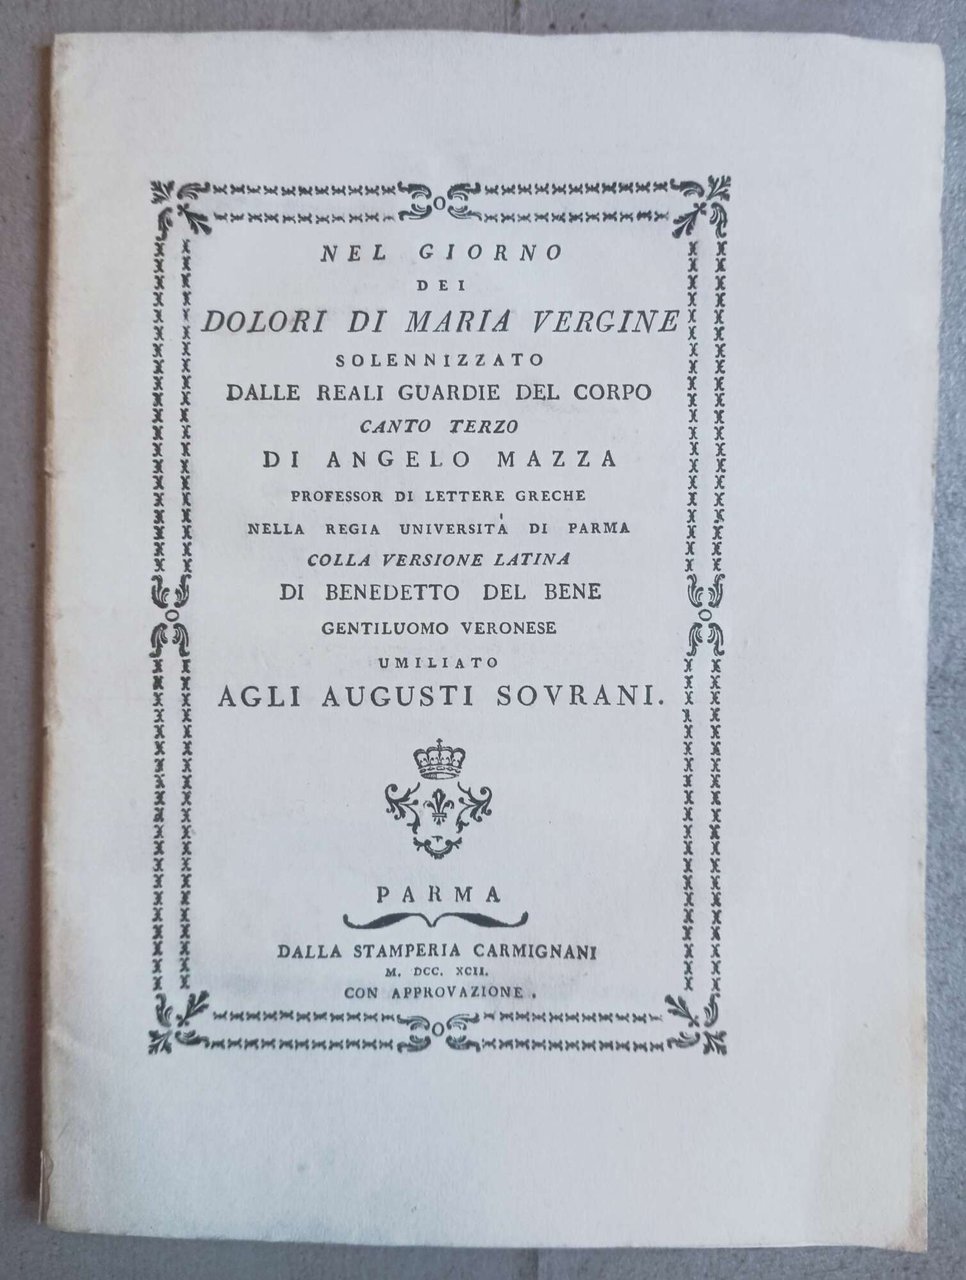 NEL GIORNO
DEI
DOLORI DI MARIA VERGINE
SOLENNIZZATO
DALLE REALI GUARDIE DEL CORPO
CANTO TERZO
DI ANGELO MAZZA
PROFESSOR DI LETTERE GRECHE
NELLA REGIA UNIVERSITÀ DI PARMA
COLLA VERSIONE LATINA
DI BENEDETTO DEL BENE
GENTILUOMO VERONESE
UMILIATO
AGLI AUGUSTI SOVRANI.
PARMA
DALLA STAMPERIA CARMIGNANI
M. DCC. XCII.
CON APPROVAZIONE.